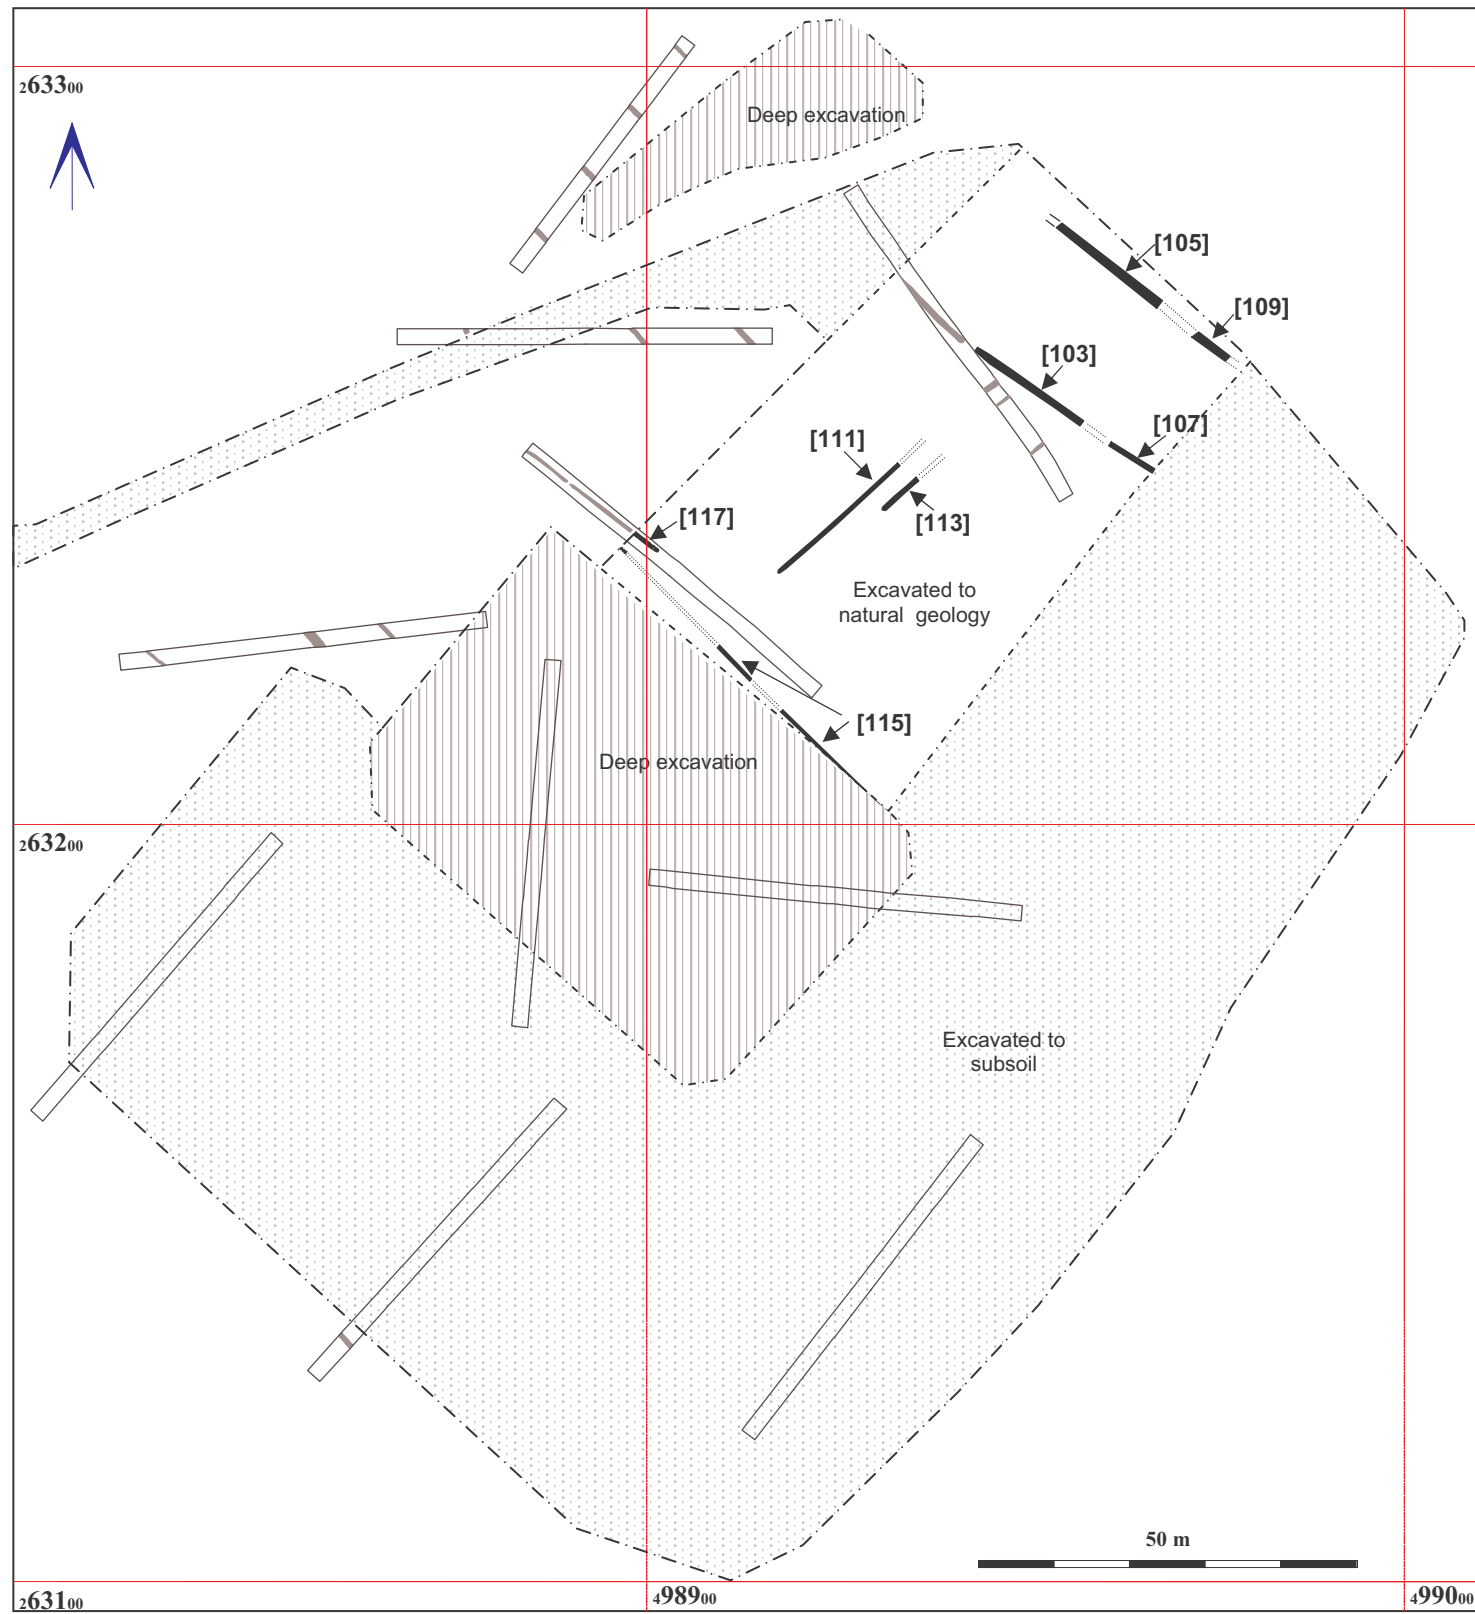 263300
Deep excavation
[105]
[109]
[103]
[107]
[111]
[113]
[117]
Excavated to
natural geology
[115]
Deep excavation
263200
Excavated to
subsoil
50 m
263100
498900
499000